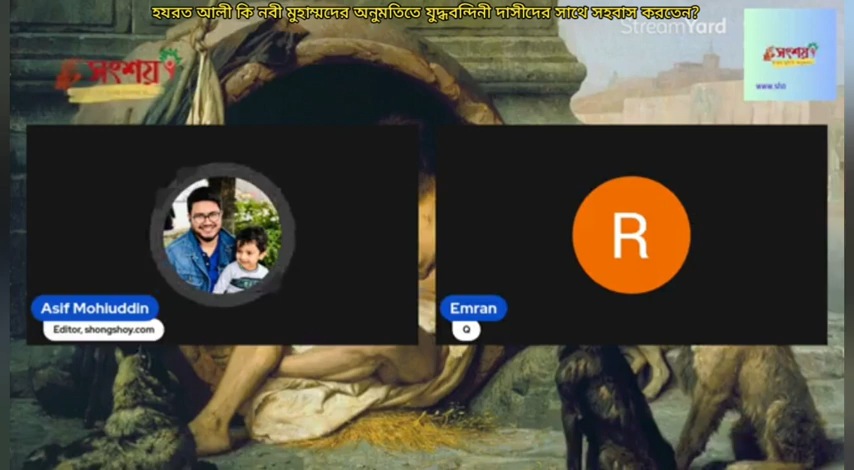 হযরত আলী কি নবী মুহাম্মদের অনুমতিতে যুদ্ধবন্দিনী দাসীদের সাথে সহবাস করতেন?
StreamYard
সংশয়
সংশয়
R
Asif Mohiuddin
Editor, shongshoy.com
Emran
Q